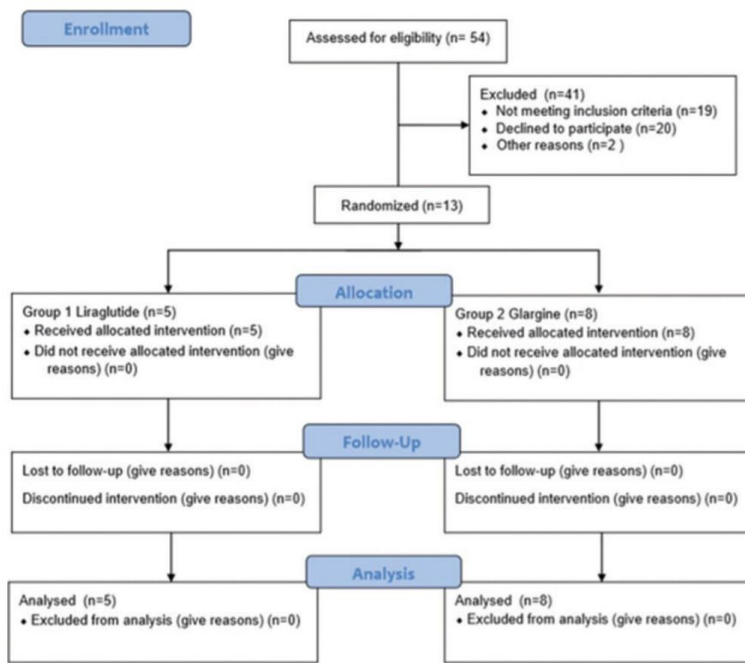 Enrollment
Assessed for eligibility (n= 54)
Excluded (n=41)
♦ Not meeting inclusion criteria (n=19)
♦ Declined to participate (n=20)
♦ Other reasons (n=2 )
Randomized (n=13)
Allocation
Group 1 Liraglutide (n=5)
♦ Received allocated intervention (n=5)
♦ Did not receive allocated intervention (give
reasons) (n=0)
Group 2 Glargine (n=8)
♦ Received allocated intervention (n=8)
♦ Did not receive allocated intervention (give
reasons) (n=0)
Follow-Up
Lost to follow-up (give reasons) (n=0)
Discontinued intervention (give reasons) (n=0)
Lost to follow-up (give reasons) (n=0)
Discontinued intervention (give reasons) (n=0)
Analysis
Analysed (n=5)
♦ Excluded from analysis (give reasons) (n=0)
Analysed (n=8)
♦ Excluded from analysis (give reasons) (n=0)